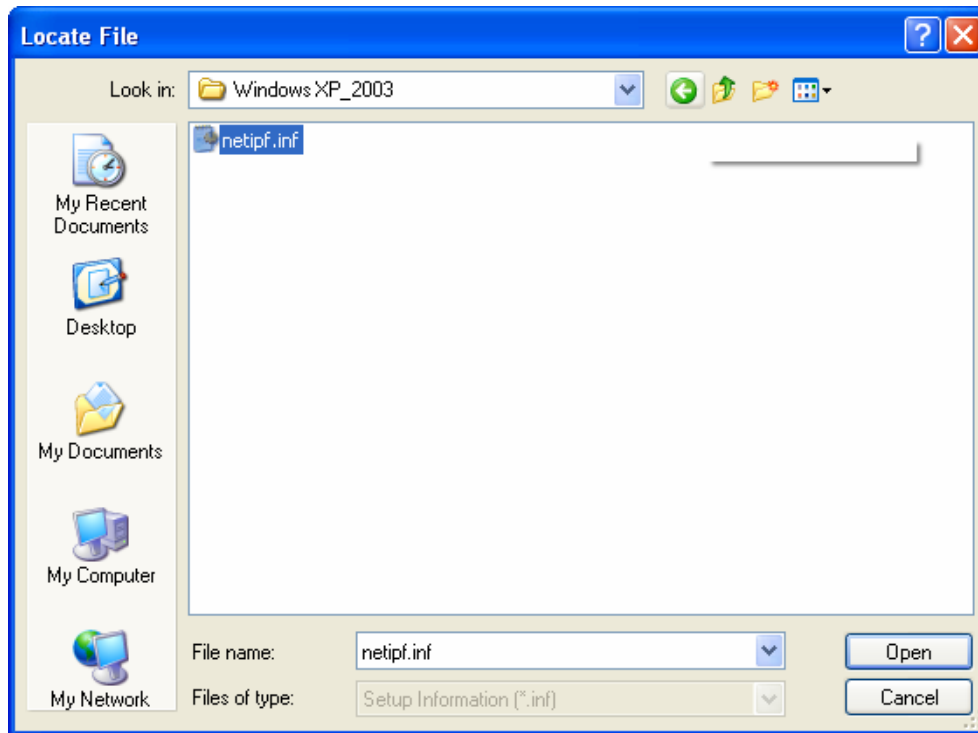 Locate File
Look in:
Windows XP_2003
netipf.inf
My Recent
Documents
Desktop
My Documents
My Computer
My Network
File name:
netipf.inf
Open
Files of type:
Setup Information (*.inf)
Cancel